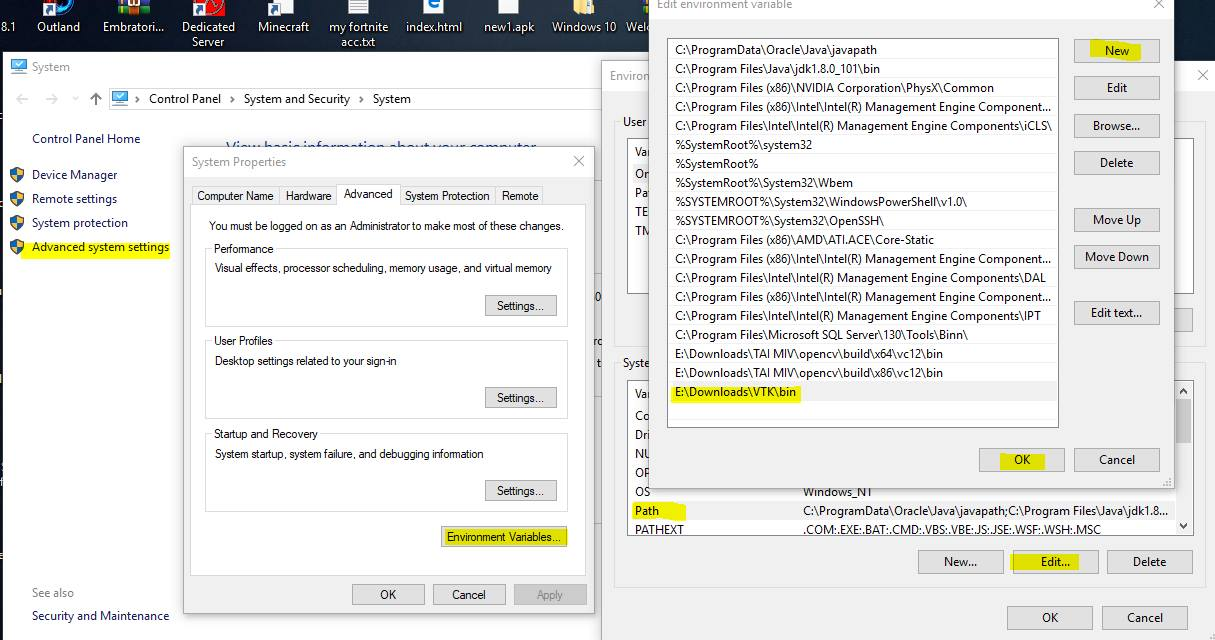 8.1
Outland
Embratori...
Dedicated
Server
Minecraft
my fortnite
acc.txt
index.html
new1.apk
Windows 10
System
Control Panel
System and Security
System
Control Panel Home
Device Manager
Remote settings
System protection
Advanced system settings
See also
Security and Maintenance
View basic information about your computer
System Properties
Computer Name
Hardware
Advanced
System Protection
Remote
You must be logged on as an Administrator to make most of these changes.
Performance
Visual effects, processor scheduling, memory usage, and virtual memory
Settings...
User Profiles
Desktop settings related to your sign-in
Settings...
Startup and Recovery
System startup, system failure, and debugging information
Settings...
Environment Variables...
OK
Cancel
Apply
Environ
User
Syste
Path
OS
Windows_NT
Path
C:\ProgramData\Oracle\Java\javapath;C:\Program Files\Java\jdk1.8...
PATHEXT
.COM;.EXE;.BAT;.CMD;.VBS;.VBE;.JS;.JSE;.WSF;.WSH;.MSC
New...
Edit...
Delete
OK
Cancel
Edit environment variable
C:\ProgramData\Oracle\Java\javapath
C:\Program Files\Java\jdk1.8.0_101\bin
C:\Program Files (x86)\NVIDIA Corporation\PhysX\Common
C:\Program Files (x86)\Intel\Intel(R) Management Engine Component...
C:\Program Files\Intel\Intel(R) Management Engine Components\iCLS\
%SystemRoot%\system32
%SystemRoot%
%SystemRoot%\System32\Wbem
%SYSTEMROOT%\System32\WindowsPowerShell\v1.0\
%SYSTEMROOT%\System32\OpenSSH\
C:\Program Files (x86)\AMD\ATI.ACE\Core-Static
C:\Program Files (x86)\Intel\Intel(R) Management Engine Component...
C:\Program Files\Intel\Intel(R) Management Engine Components\DAL
C:\Program Files (x86)\Intel\Intel(R) Management Engine Component...
C:\Program Files\Intel\Intel(R) Management Engine Components\IPT
C:\Program Files\Microsoft SQL Server\130\Tools\Binn\
E:\Downloads\TAI MIV\opencv\build\x64\vc12\bin
E:\Downloads\TAI MIV\opencv\build\x86\vc12\bin
E:\Downloads\VTK\bin
New
Edit
Browse...
Delete
Move Up
Move Down
Edit text...
OK
Cancel